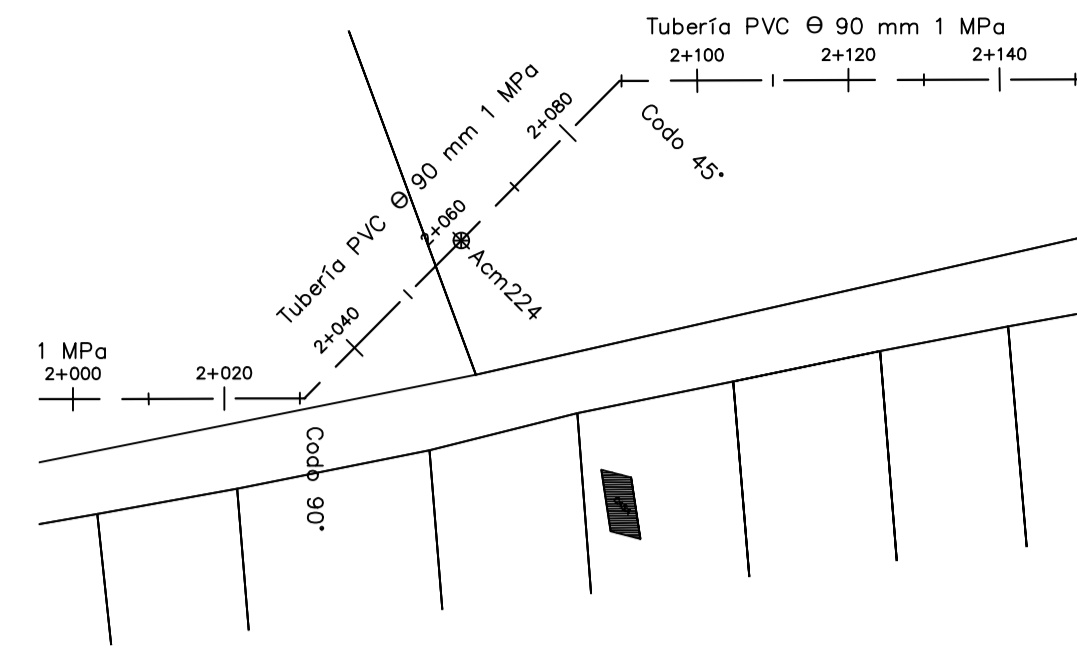 Tubería PVC Ɵ 90 mm 1 MPa
2+100
2+120
2+140
Tubería PVC Ɵ 90 mm 1 MPa
2+080
Codo 45°
2+060
Acm224
2+040
1 MPa
2+000
2+020
Codo 90°